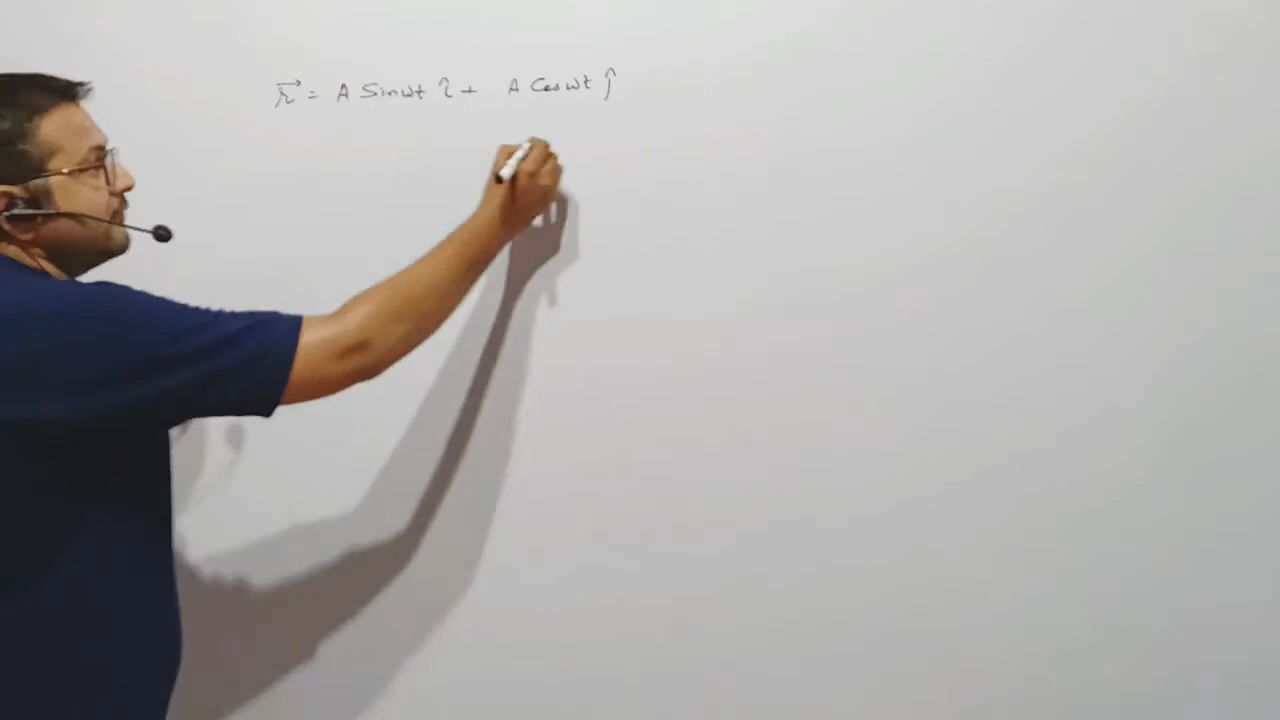 r⃗ = A Sinωt î + A Cosωt ĵ